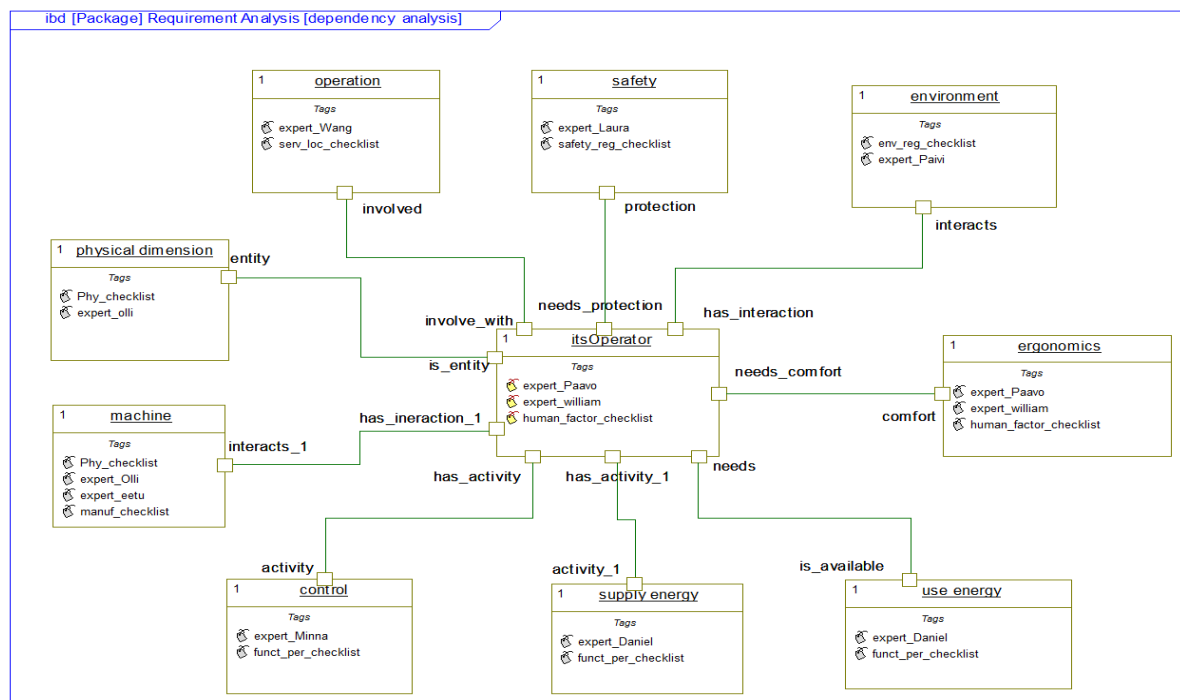 ibd [Package] Requirement Analysis [dependency analysis]
1 operation
Tags
expert_Wang
serv_loc_checklist
involved
1 safety
Tags
expert_Laura
safety_reg_checklist
protection
1 environment
Tags
env_reg_checklist
expert_Paivi
interacts
1 physical dimension
Tags
Phy_checklist
expert_olli
entity
involve_with
needs_protection
has_interaction
is_entity
1 itsOperator
Tags
expert_Paavo
expert_william
human_factor_checklist
needs_comfort
1 ergonomics
Tags
expert_Paavo
expert_william
human_factor_checklist
comfort
1 machine
Tags
Phy_checklist
expert_Olli
expert_eetu
manuf_checklist
interacts_1
has_ineraction_1
has_activity
has_activity_1
needs
activity
1 control
Tags
expert_Minna
funct_per_checklist
activity_1
1 supply energy
Tags
expert_Daniel
funct_per_checklist
is_available
1 use energy
Tags
expert_Daniel
funct_per_checklist